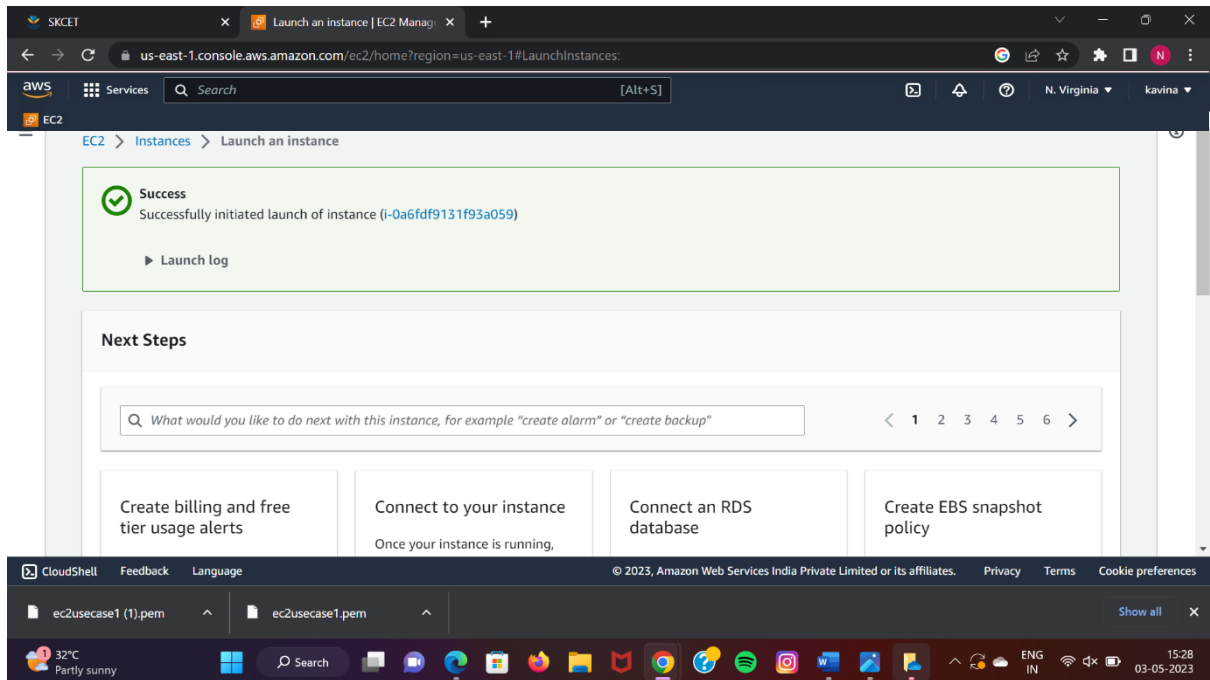 SKCET
Launch an instance | EC2 Manag
us-east-1.console.aws.amazon.com/ec2/home?region=us-east-1#LaunchInstances:
N
aws
Services
Search
[Alt+S]
N. Virginia
kavina
EC2
EC2 > Instances > Launch an instance
Success
Successfully initiated launch of instance (i-0a6fdf9131f93a059)
Launch log
Next Steps
What would you like to do next with this instance, for example “create alarm” or “create backup”
1 2 3 4 5 6
Create billing and free
tier usage alerts
Connect to your instance
Once your instance is running,
Connect an RDS
database
Create EBS snapshot
policy
CloudShell
Feedback
Language
© 2023, Amazon Web Services India Private Limited or its affiliates.
Privacy
Terms
Cookie preferences
ec2usecase1 (1).pem
ec2usecase1.pem
Show all
1
32°C
Partly sunny
Search
ENG
IN
15:28
03-05-2023